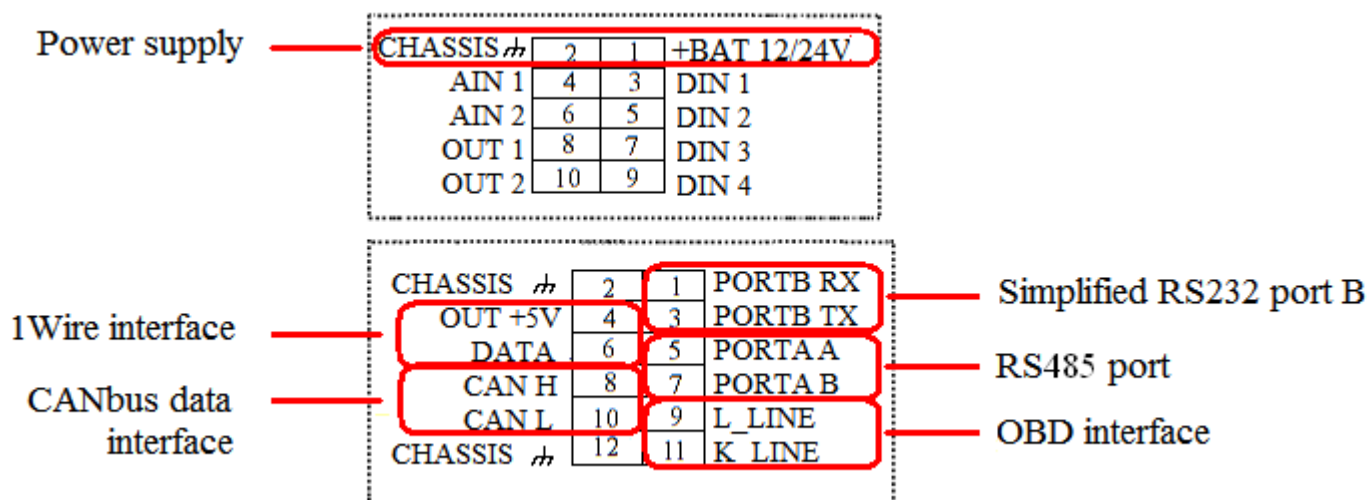 Power supply
CHASSIS 2 1 +BAT 12/24V
AIN 1 4 3 DIN 1
AIN 2 6 5 DIN 2
OUT 1 8 7 DIN 3
OUT 2 10 9 DIN 4
CHASSIS 2 1 PORTB RX
OUT +5V 4 3 PORTB TX
DATA 6 5 PORTA A
CAN H 8 7 PORTA B
CAN L 10 9 L_LINE
CHASSIS 12 11 K_LINE
1Wire interface
CANbus data
interface
Simplified RS232 port B
RS485 port
OBD interface